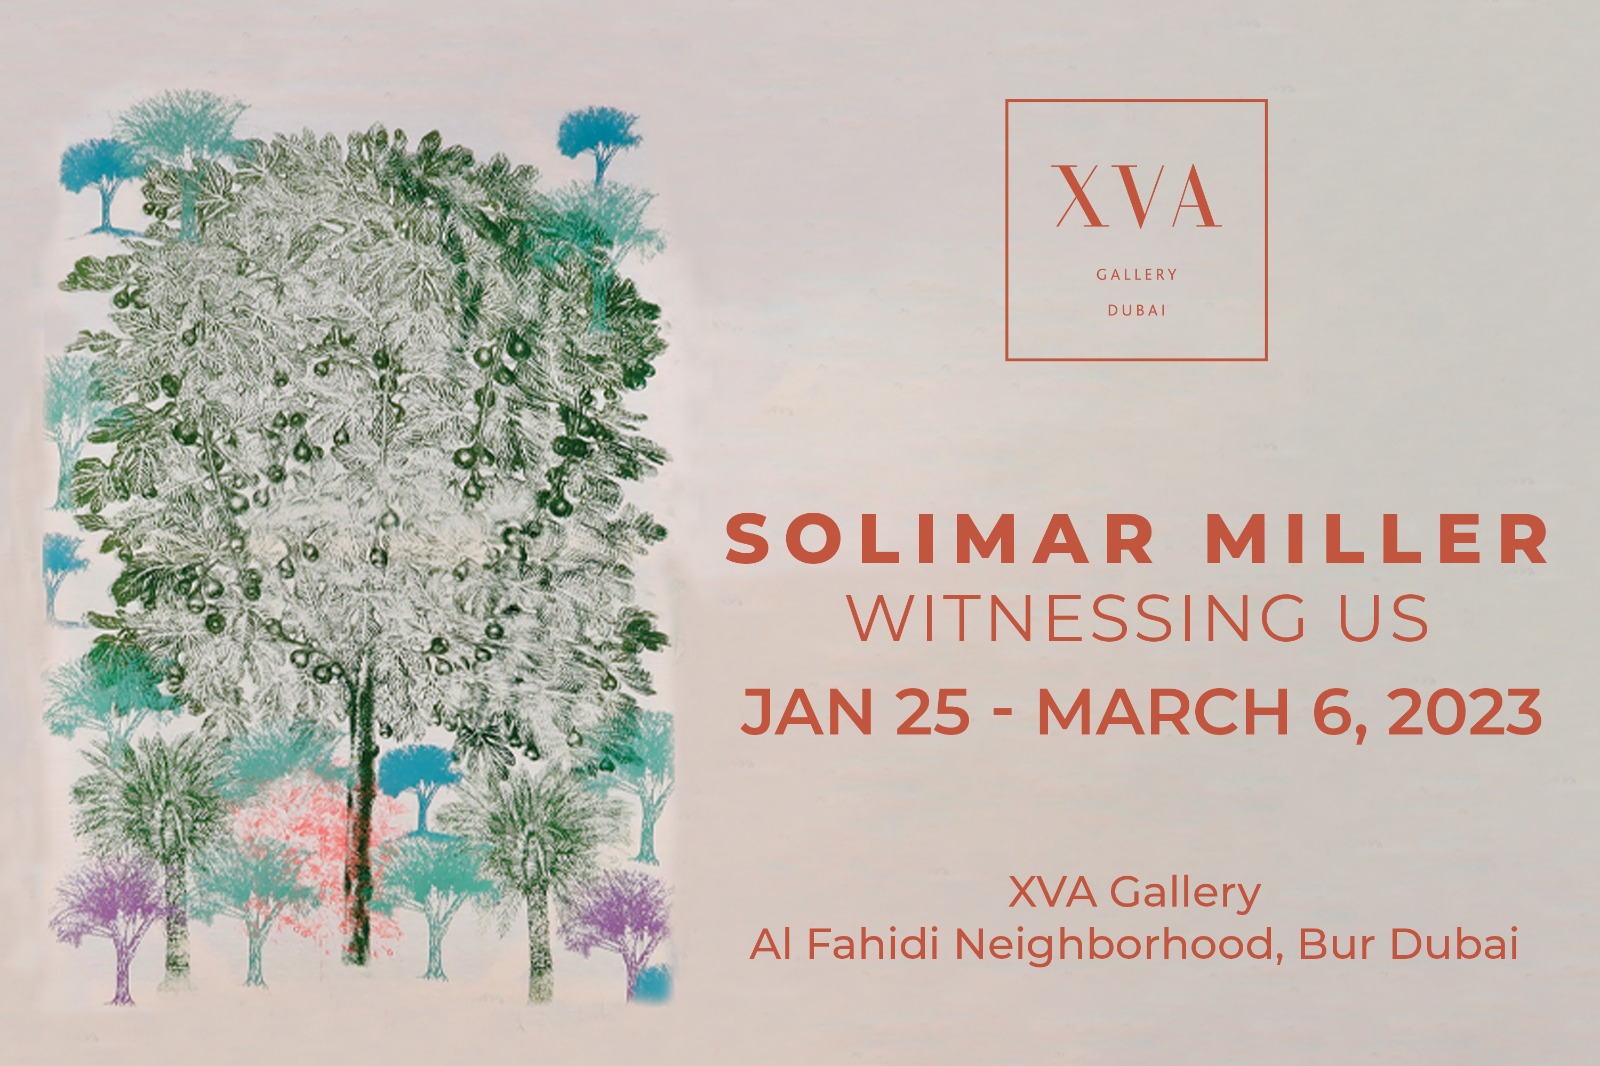 XVA
GALLERY
DUBAI
SOLIMAR MILLER
WITNESSING US
JAN 25 - MARCH 6, 2023
XVA Gallery
Al Fahidi Neighborhood, Bur Dubai